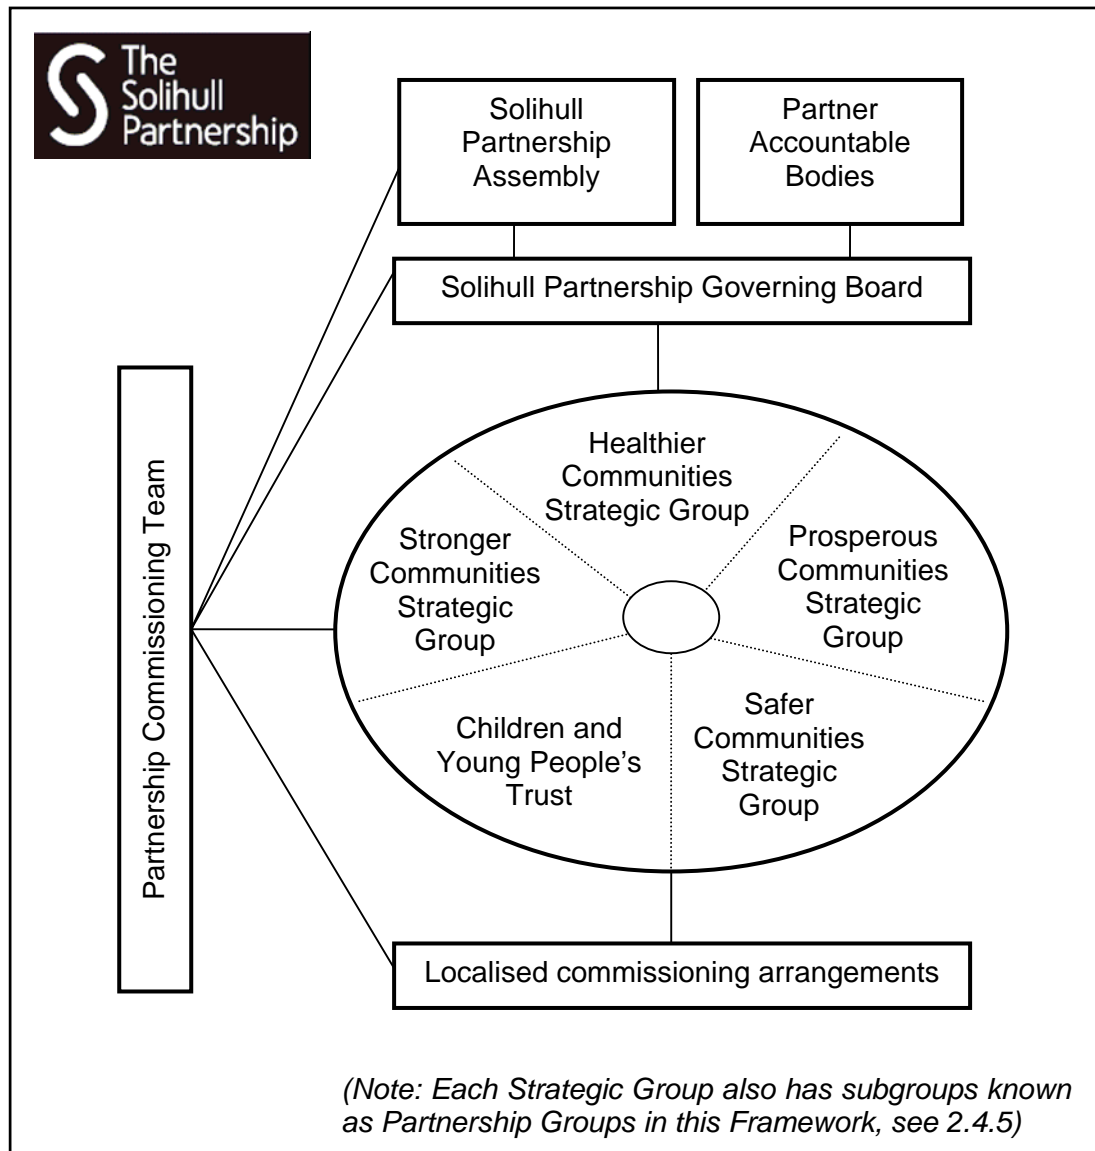 The
Solihull
Partnership
Solihull
Partnership
Assembly
Partner
Accountable
Bodies
Solihull Partnership Governing Board
Partnership Commissioning Team
Healthier
Communities
Strategic Group
Stronger
Communities
Strategic
Group
Prosperous
Communities
Strategic
Group
Children and
Young People’s
Trust
Safer
Communities
Strategic
Group
Localised commissioning arrangements
(Note: Each Strategic Group also has subgroups known
as Partnership Groups in this Framework, see 2.4.5)